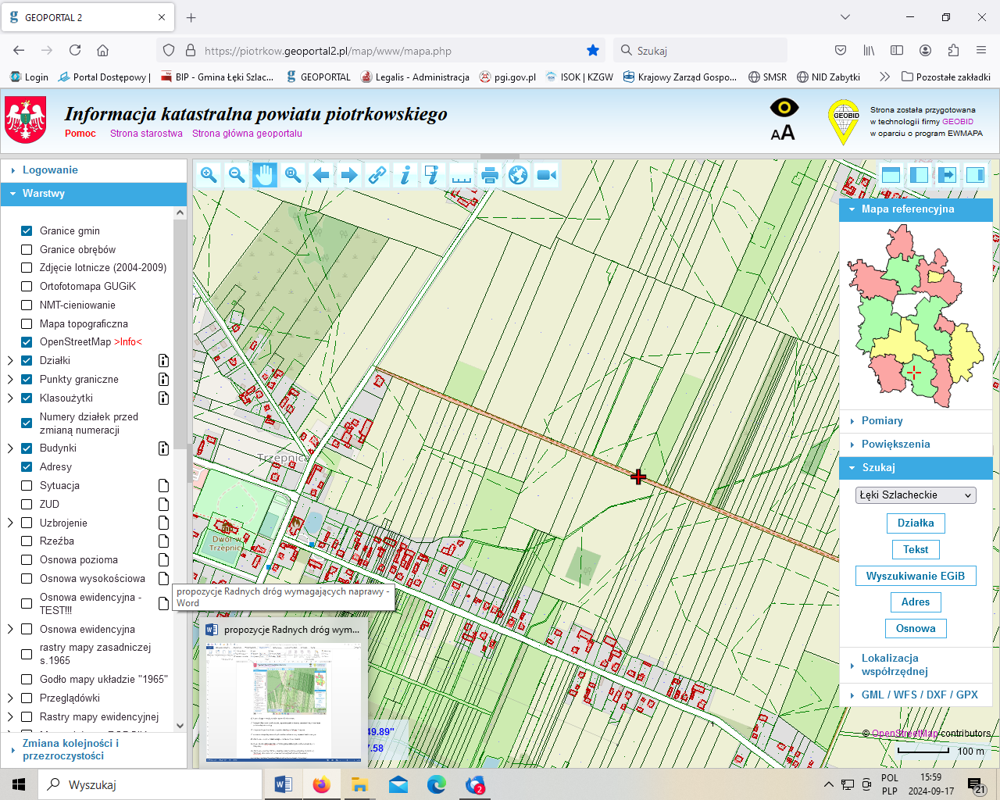 GEOPORTAL 2
https://piotrkow.geoportal2.pl/map/www/mapa.php
Szukaj
Login
Portal Dostępowy |
BIP - Gmina Łęki Szlac...
GEOPORTAL
Legalis - Administracja
pgi.gov.pl
ISOK | KZGW
Krajowy Zarząd Gospo...
SMSR
NID Zabytki
Pozostałe zakładki
Informacja katastralna powiatu piotrkowskiego
Pomoc
Strona starostwa
Strona główna geoportalu
AA
GEOBID
Strona została przygotowana
w technologii firmy GEOBID
w oparciu o program EWMAPA
Logowanie
Warstwy
Granice gmin
Granice obrębów
Zdjęcie lotnicze (2004-2009)
Ortofotomapa GUGiK
NMT-cieniowanie
Mapa topograficzna
OpenStreetMap >Info<
Działki
Punkty graniczne
Klasoużytki
Numery działek przed
zmianą numeracji
Budynki
Adresy
Sytuacja
ZUD
Uzbrojenie
Rzeźba
Osnowa pozioma
Osnowa wysokościowa
Osnowa ewidencyjna -
TEST!!!
Osnowa ewidencyjna
rastry mapy zasadniczej
s.1965
Godło mapy układzie "1965"
Przeglądówki
Rastry mapy ewidencyjnej
Zmiana kolejności i
przezroczystości
Trzepnica
Dwór w
Trzepnic
propozycje Radnych dróg wymagających naprawy -
Word
propozycje Radnych dróg wym...
49.89"
7.58
Mapa referencyjna
Pomiary
Powiększenia
Szukaj
Łęki Szlacheckie
Działka
Tekst
Wyszukiwanie EGiB
Adres
Osnowa
Lokalizacja
współrzędnej
GML / WFS / DXF / GPX
© OpenStreetMap contributors
100 m
Wyszukaj
2
POL
PLP
15:59
2024-09-17
21